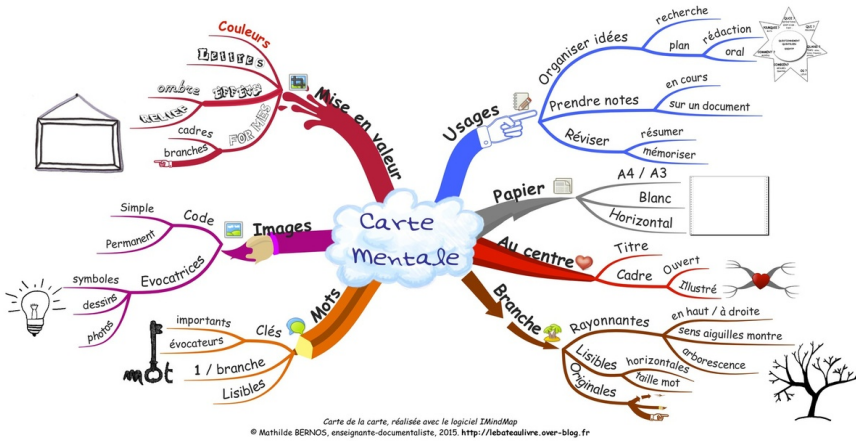 Carte
Mentale
Usages
Organiser idées
recherche
plan
rédaction
oral
Prendre notes
en cours
sur un document
Réviser
résumer
mémoriser
Papier
A4 / A3
Blanc
Horizontal
Au centre
Titre
Cadre
Ouvert
Illustré
Branche
Rayonnantes
en haut / à droite
sens aiguilles montre
arborescence
Lisibles
horizontales
taille mot
Originales
Mots
Clés
importants
évocateurs
1 / branche
Lisibles
mot
Images
Code
Simple
Permanent
Evocatrices
symboles
dessins
photos
Mise en valeur
Couleurs
Lettres
EFFETS
ombre
RELIEF
FORMES
cadres
branches
Carte de la carte, réalisée avec le logiciel IMindMap
© Mathilde BERNOS, enseignante-documentaliste, 2015. http://lebateaulivre.over-blog.fr